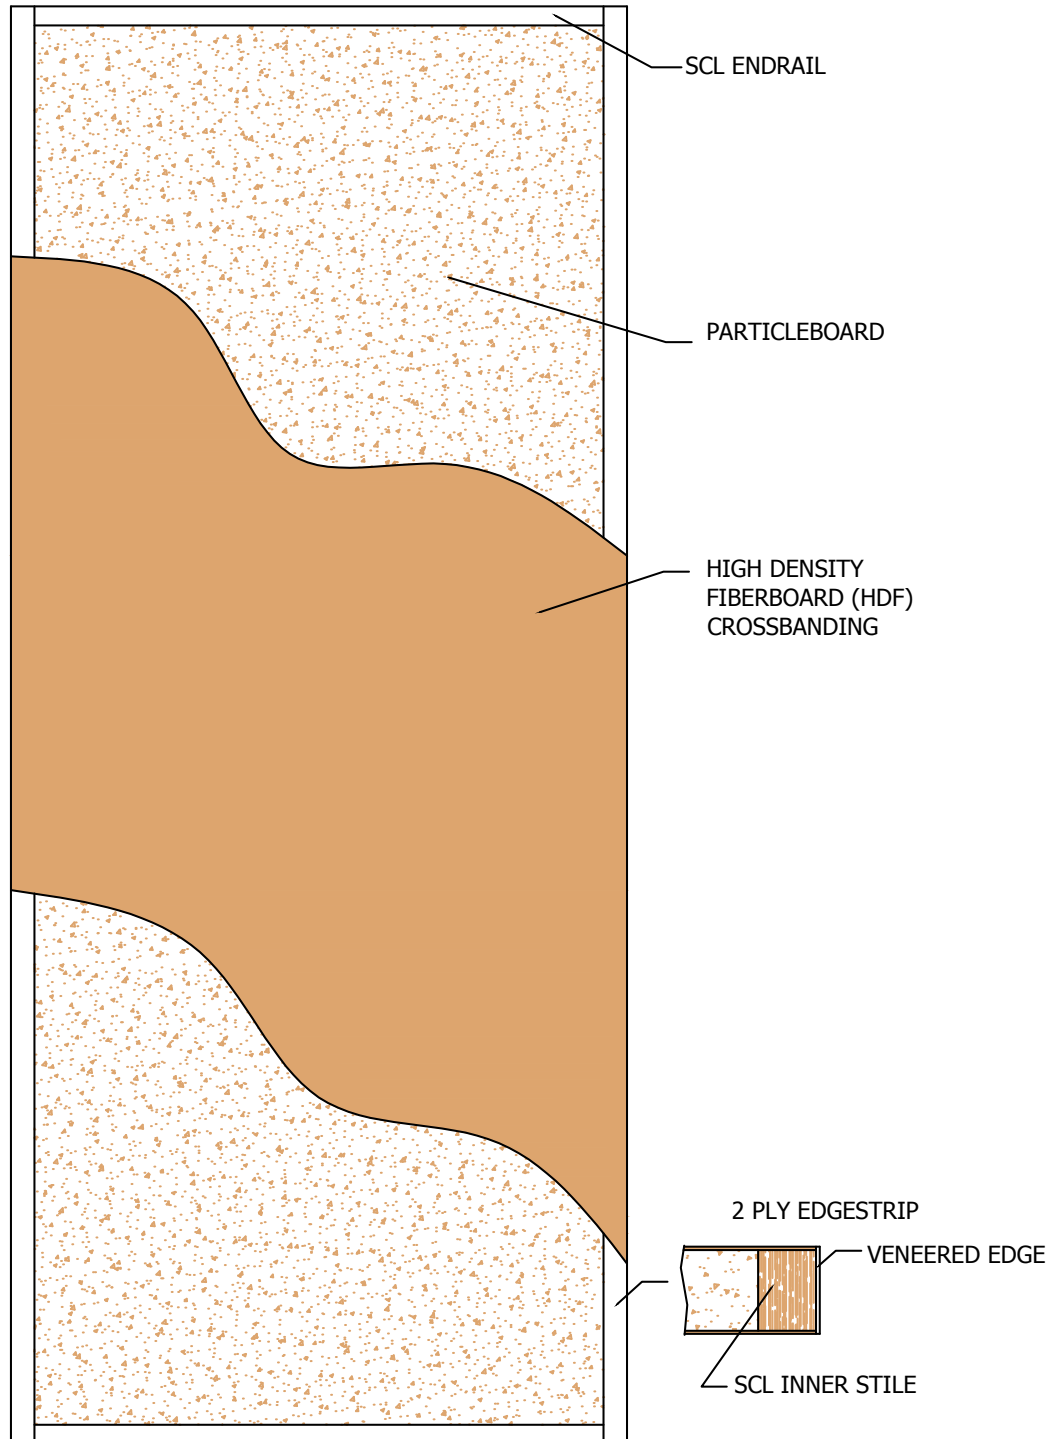 SCL ENDRAIL
PARTICLEBOARD
HIGH DENSITY
FIBERBOARD (HDF)
CROSSBANDING
2 PLY EDGESTRIP
VENEERED EDGE
SCL INNER STILE